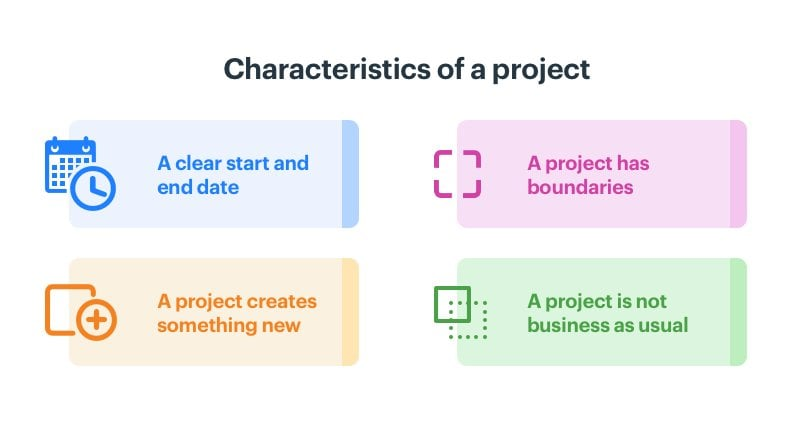 Characteristics of a project
A clear start and
end date
A project has
boundaries
A project creates
something new
A project is not
business as usual